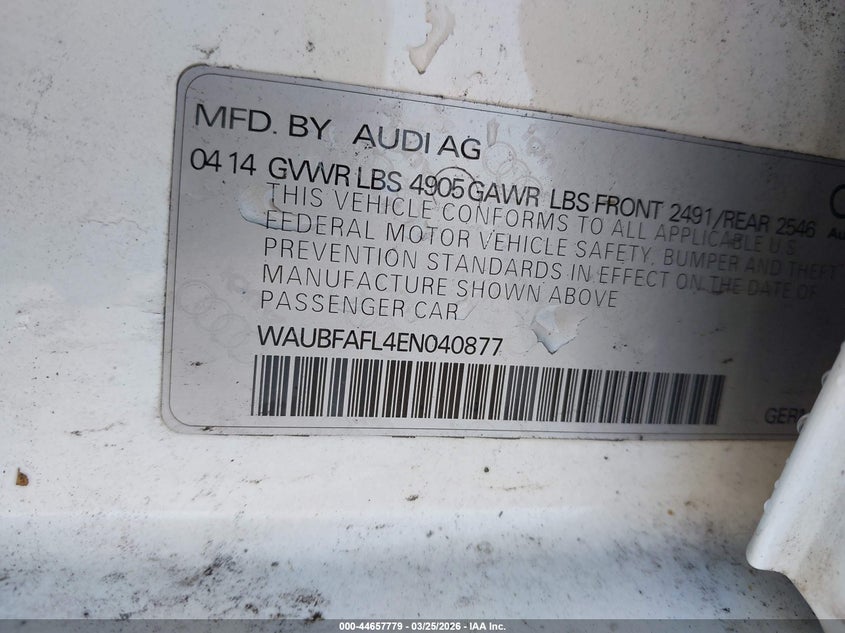 MFD. BY AUDI AG
04 14 GVWR LBS 4905 GAWR LBS FRONT 2491/REAR 2546
THIS VEHICLE CONFORMS TO ALL APPLICABLE U.S.
FEDERAL MOTOR VEHICLE SAFETY, BUMPER AND THEFT
PREVENTION STANDARDS IN EFFECT ON THE DATE OF
MANUFACTURE SHOWN ABOVE
PASSENGER CAR
WAUBFAFL4EN040877
000-44657779 - 03/25/2026 - IAA Inc.